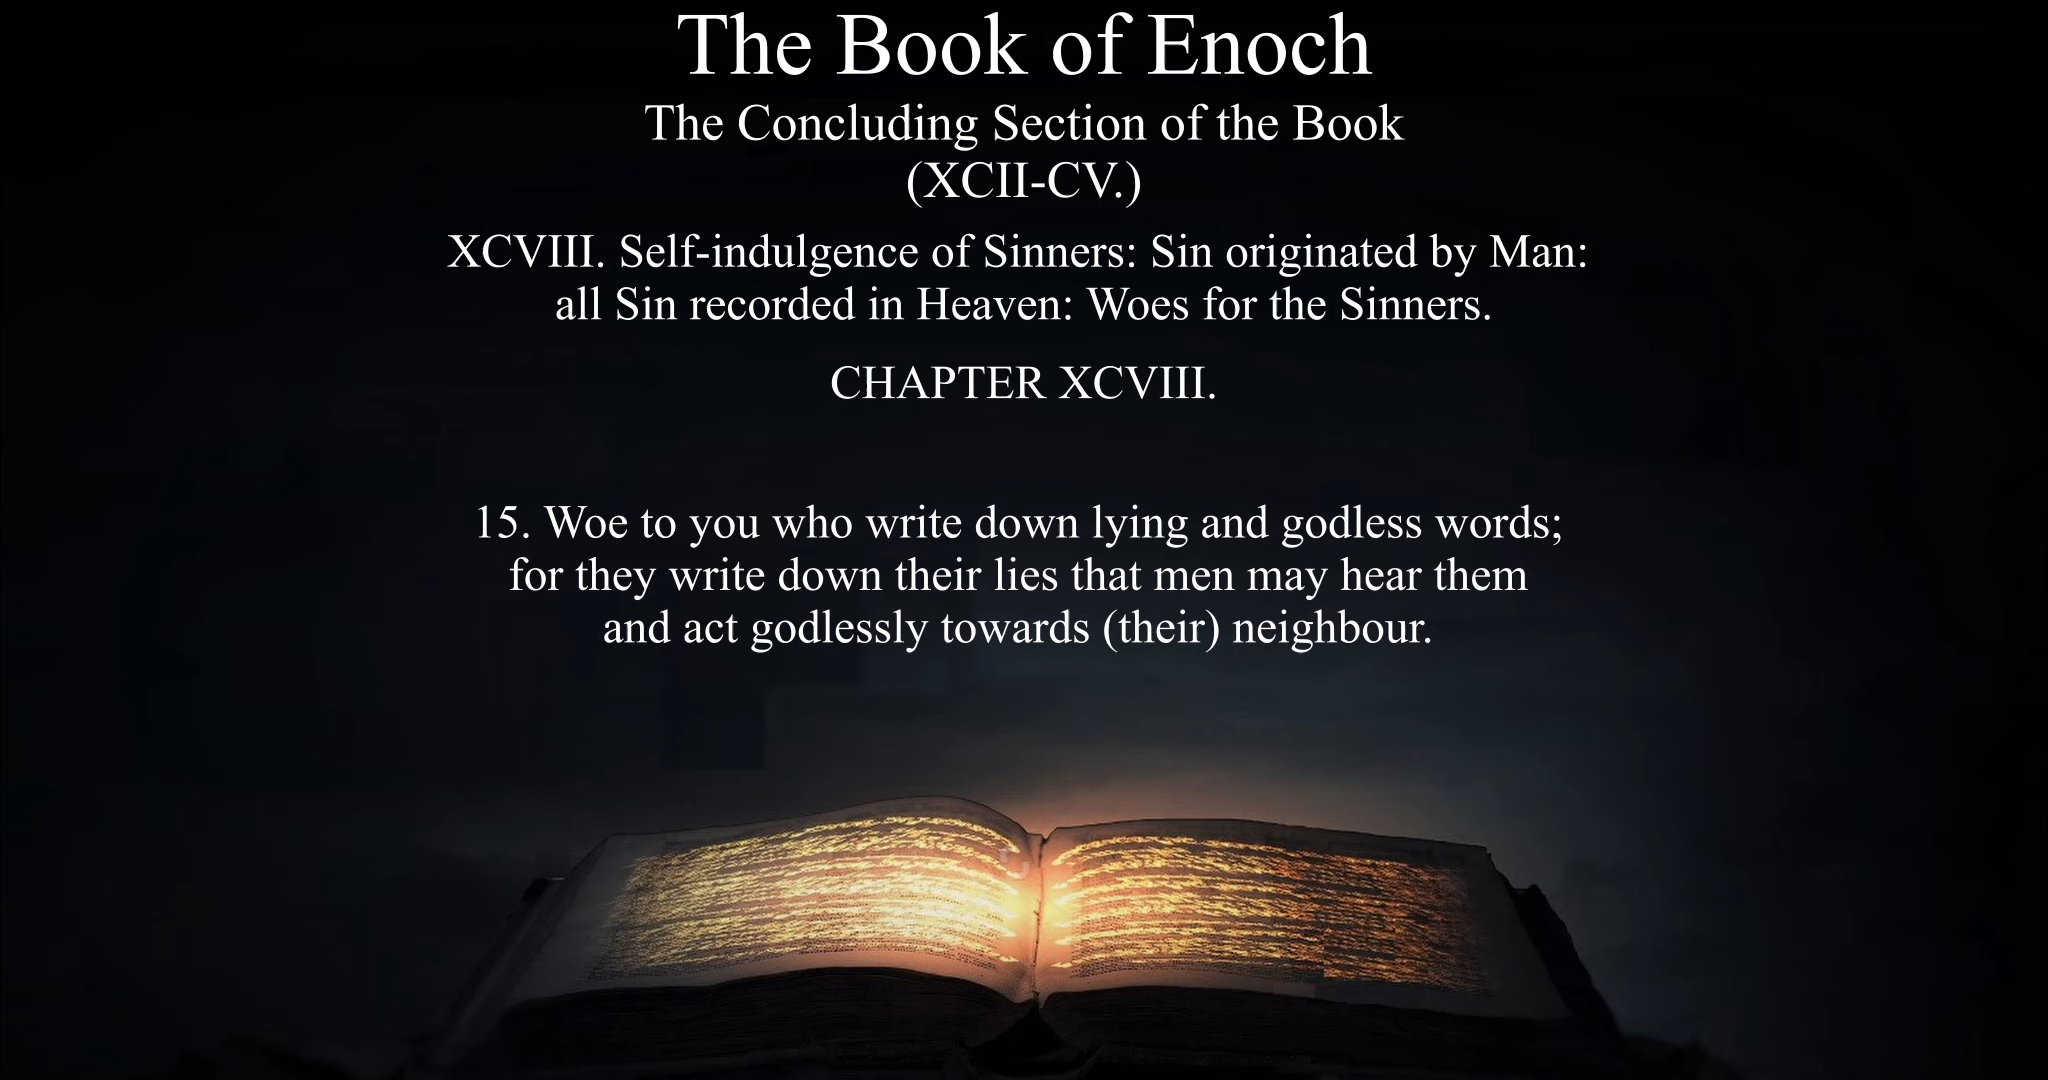 The Book of Enoch
The Concluding Section of the Book
(XCII-CV.)
XCVIII. Self-indulgence of Sinners: Sin originated by Man:
all Sin recorded in Heaven: Woes for the Sinners.
CHAPTER XCVIII.
15. Woe to you who write down lying and godless words;
for they write down their lies that men may hear them
and act godlessly towards (their) neighbour.